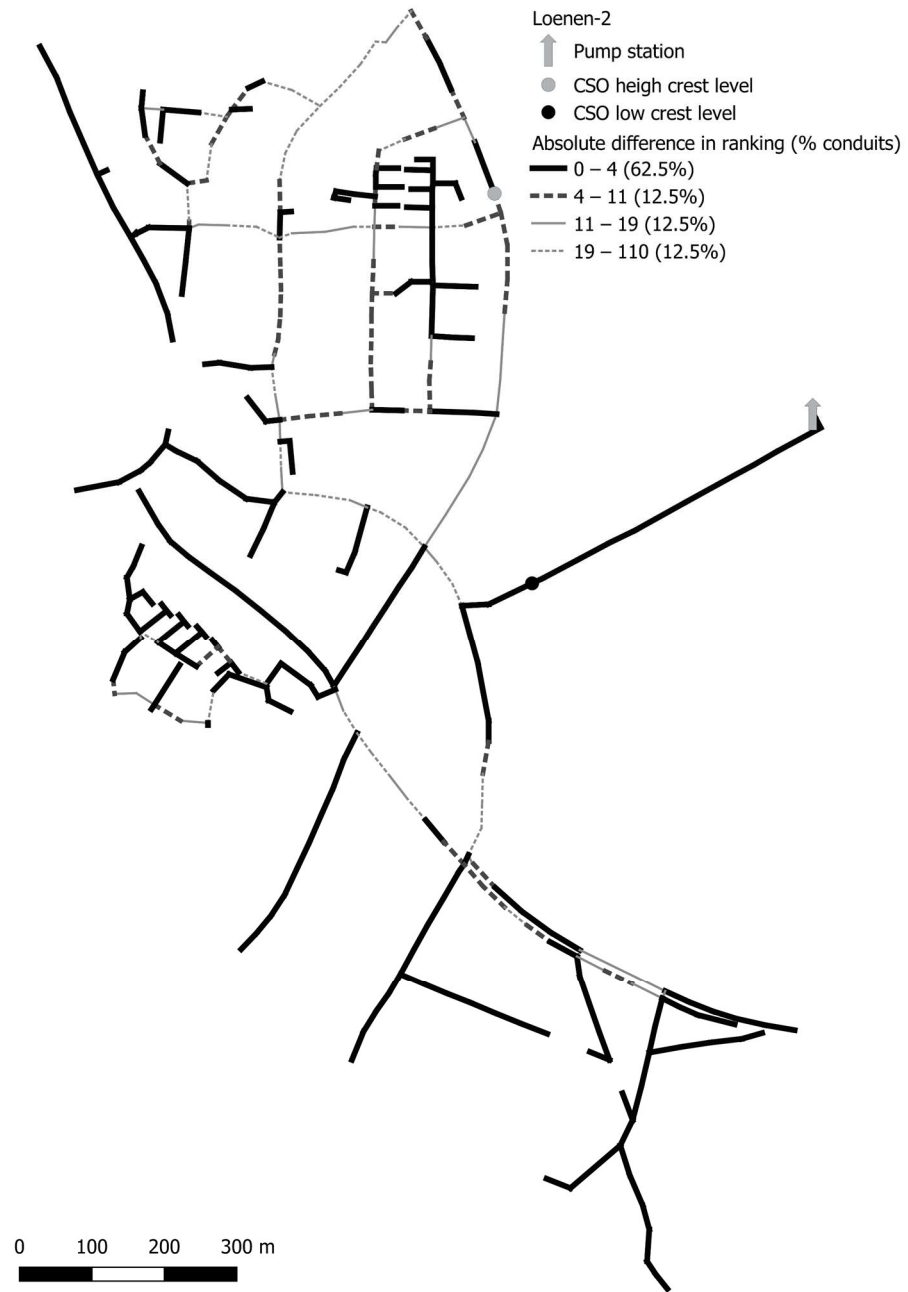 Loenen-2
Pump station
CSO heigh crest level
CSO low crest level
Absolute difference in ranking (% conduits)
0 – 4 (62.5%)
4 – 11 (12.5%)
11 – 19 (12.5%)
19 – 110 (12.5%)
0 100 200 300 m